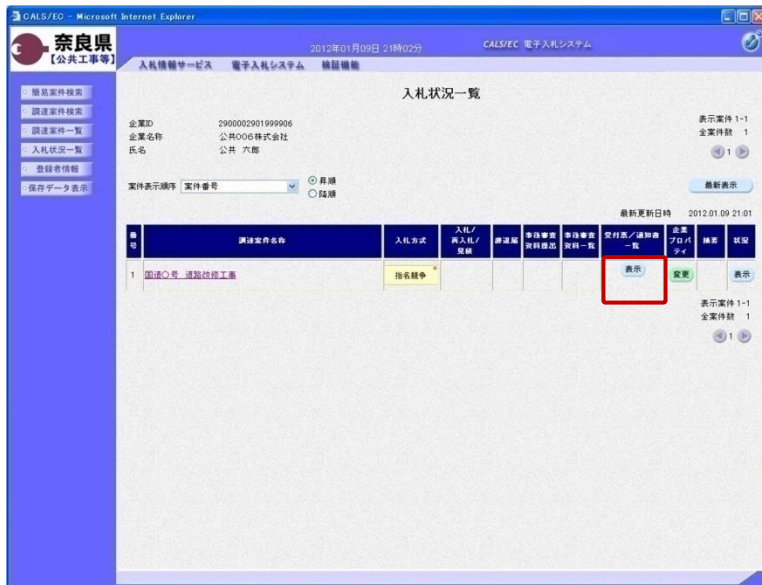 CALS/EC - Microsoft Internet Explorer
奈良県
【公共工事等】
2012年01月09日 21時02分
CALS/EC 電子入札システム
入札情報サービス 電子入札システム 検証機能
簡易案件検索
調達案件検索
調達案件一覧
入札状況一覧
登録者情報
保存データ表示
入札状況一覧
企業ID 2900002901999906
企業名称 公共006株式会社
氏名 公共 六郎
表示案件 1-1
全案件数 1
1
案件表示順序 案件番号
昇順
降順
最新表示
最新更新日時 2012.01.09 21:01
番号 調達案件名称 入札方式 入札/再入札/見積 辞退届 事後審査資料提出 事後審査資料一覧 受付票/通知書一覧 企業プロパティ 摘要 状況
1 国道○号 道路改修工事 指名競争 表示 変更 表示
表示案件 1-1
全案件数 1
1